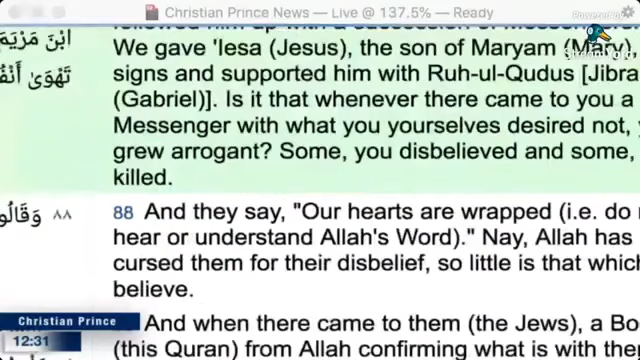 Christian Prince News — Live @ 137.5% — Ready
Powered by
ابْنَ مَرْيَمَ
We gave 'Iesa (Jesus), the son of Maryam (Mary),
signs and supported him with Ruh-ul-Qudus [Jibra
(Gabriel)]. Is it that whenever there came to you a
Messenger with what you yourselves desired not,
grew arrogant? Some, you disbelieved and some,
killed.
٨٨ وَقَالُو
88 And they say, "Our hearts are wrapped (i.e. do
hear or understand Allah's Word)." Nay, Allah has
cursed them for their disbelief, so little is that which
believe.
Christian Prince
And when there came to them (the Jews), a Bo
12:31
(this Quran) from Allah confirming what is with the